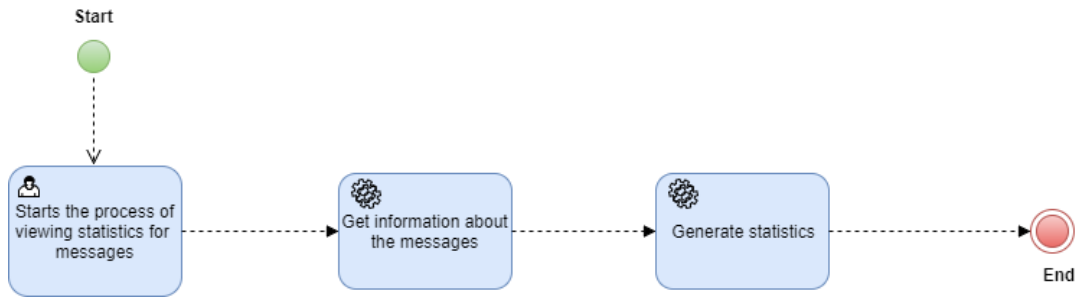 Start
Starts the process of
viewing statistics for
messages
Get information about
the messages
Generate statistics
End